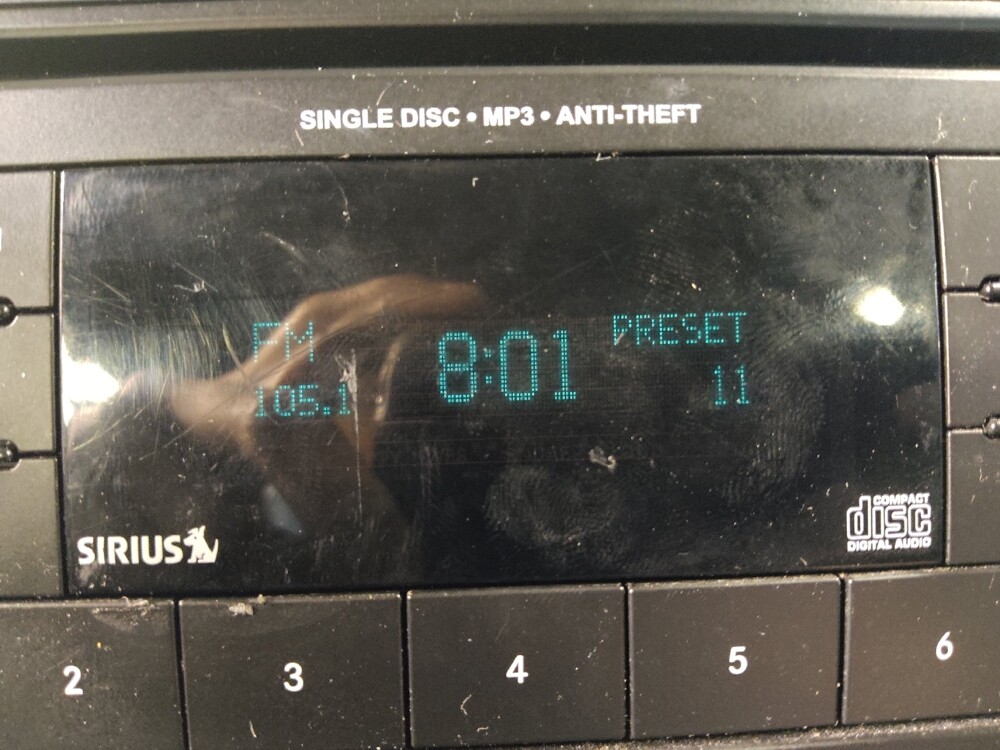 SINGLE DISC • MP3 • ANTI-THEFT
FM 8:01 PRESET
105.1 11
SIRIUS
COMPACT
disc
DIGITAL AUDIO
2 3 4 5 6